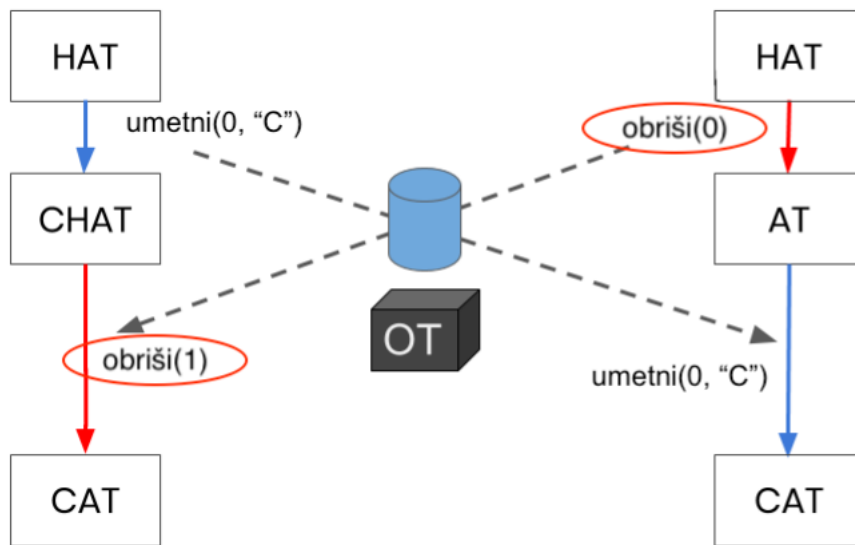 HAT
HAT
umetni(0, “C”)
obriši(0)
CHAT
AT
OT
obriši(1)
umetni(0, “C”)
CAT
CAT